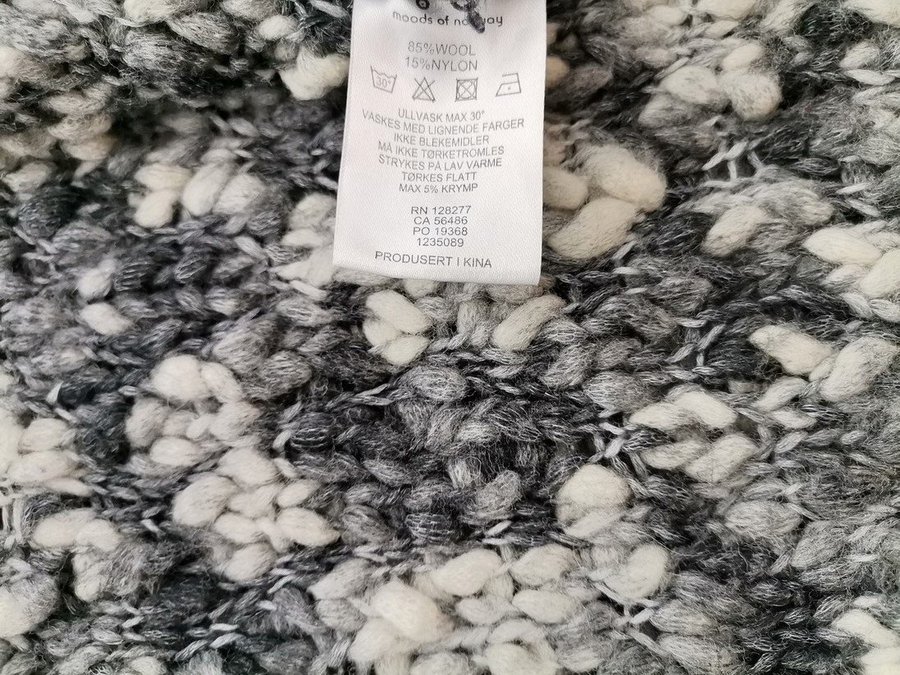 moods of norway
85%WOOL
15%NYLON
30°
ULLVASK MAX 30°
VASKES MED LIGNENDE FARGER
IKKE BLEKEMIDLER
MÅ IKKE TØRKETROMLES
STRYKES PÅ LAV VARME
TØRKES FLATT
MAX 5% KRYMP
RN 128277
CA 56486
PO 19368
1235089
PRODUSERT I KINA